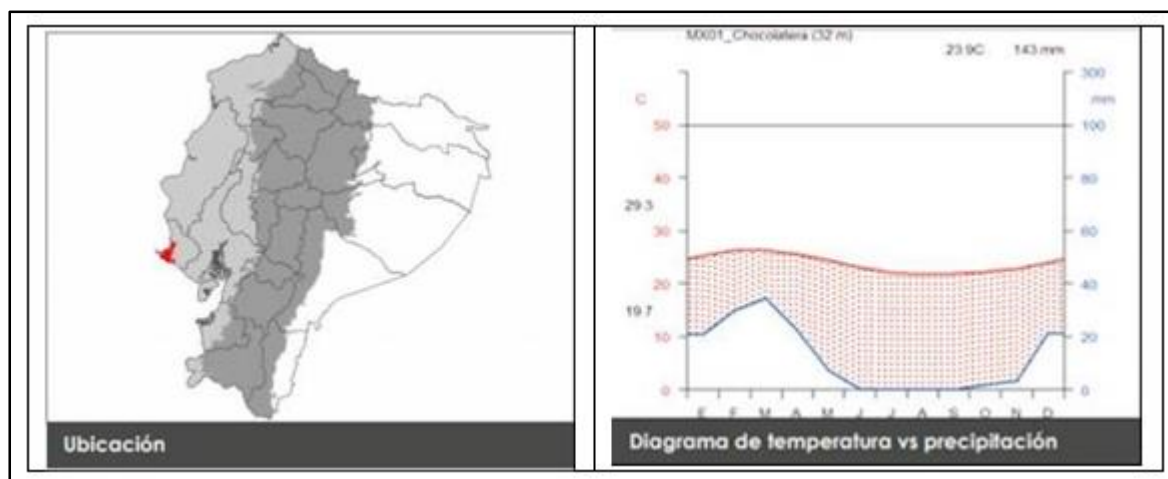 Ubicación
MX01_Chocolatera (32 m)
23.9C 143 mm
C
300
mm
50
100
40
80
29.3
30
60
20
40
19.7
10
20
0
0
E F M A M J J A S O N D
Diagrama de temperatura vs precipitación